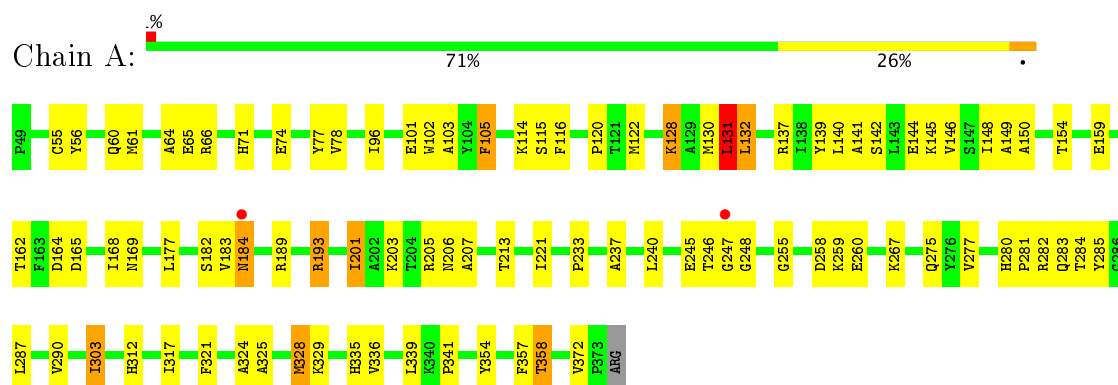 .%
Chain A:
71% 26% .
P49 C55 Y56 Q60 M61 A64 E65 R66 H71 E74 Y77 V78 I96 E101 W102 A103 Y104 F105 K114 S115 F116 P120 T121 M122 K128 A129 M130 L131 L132 R137 I138 Y139 L140 A141 S142 L143 E144 K145 V146 S147 I148 A149 A150 T154 E159
T162 F163 D164 D165 I168 N169 L177 S182 V183 N184 R189 R193 I201 A202 K203 T204 R205 N206 A207 T213 I221 P233 A237 L240 E245 T246 G247 G248 G255 D258 K259 E260 K267 Q275 Y276 V277 H280 P281 R282 Q283 T284 Y285 G286
L287 V290 I303 H312 I317 F321 A324 A325 M328 K329 H335 V336 L339 K340 P341 Y354 F357 T358 V372 P373 ARG